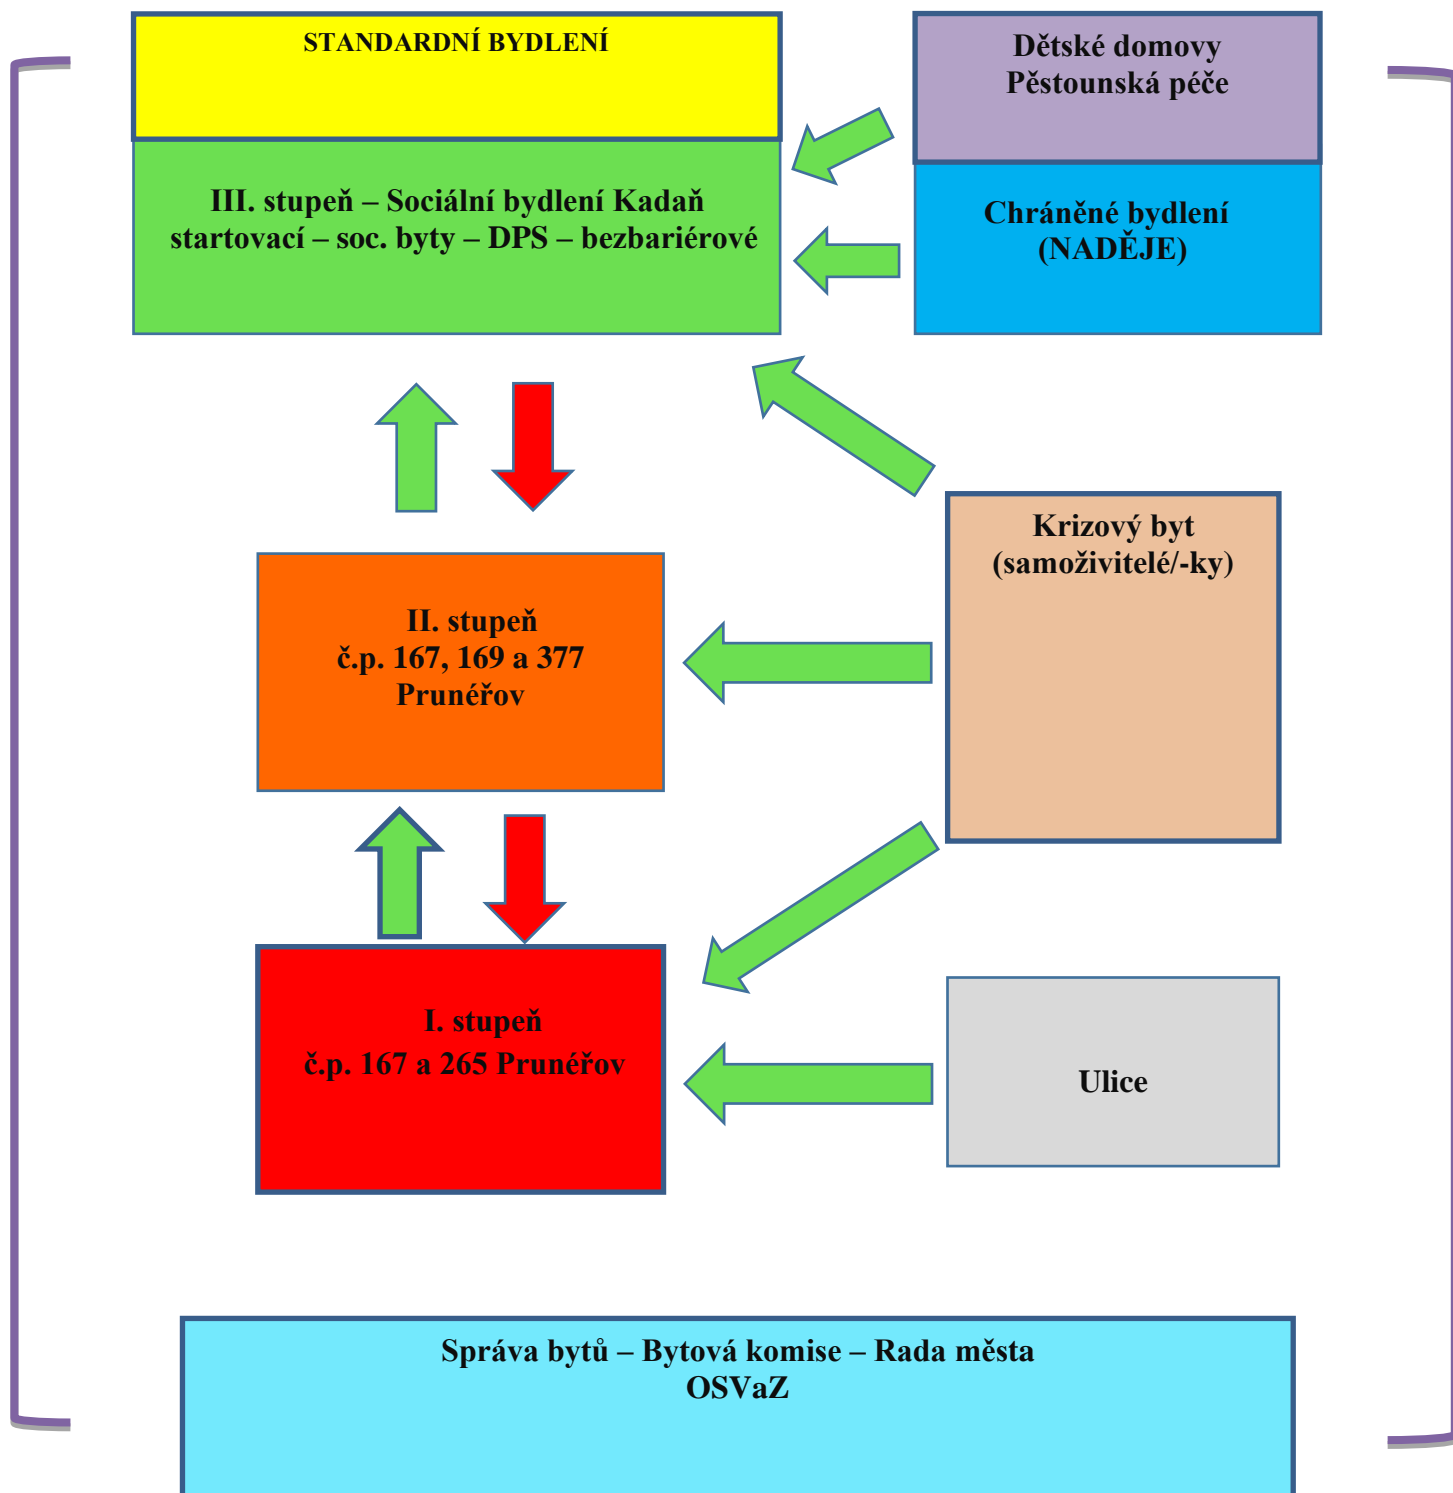 STANDARDNÍ BYDLENÍ
Dětské domovy
Pěstounská péče
III. stupeň – Sociální bydlení Kadaň
startovací – soc. byty – DPS – bezbariérové
Chráněné bydlení
(NADĚJE)
Krizový byt
(samoživitelé/-ky)
II. stupeň
č.p. 167, 169 a 377
Prunéřov
I. stupeň
č.p. 167 a 265 Prunéřov
Ulice
Správa bytů – Bytová komise – Rada města
OSVaZ